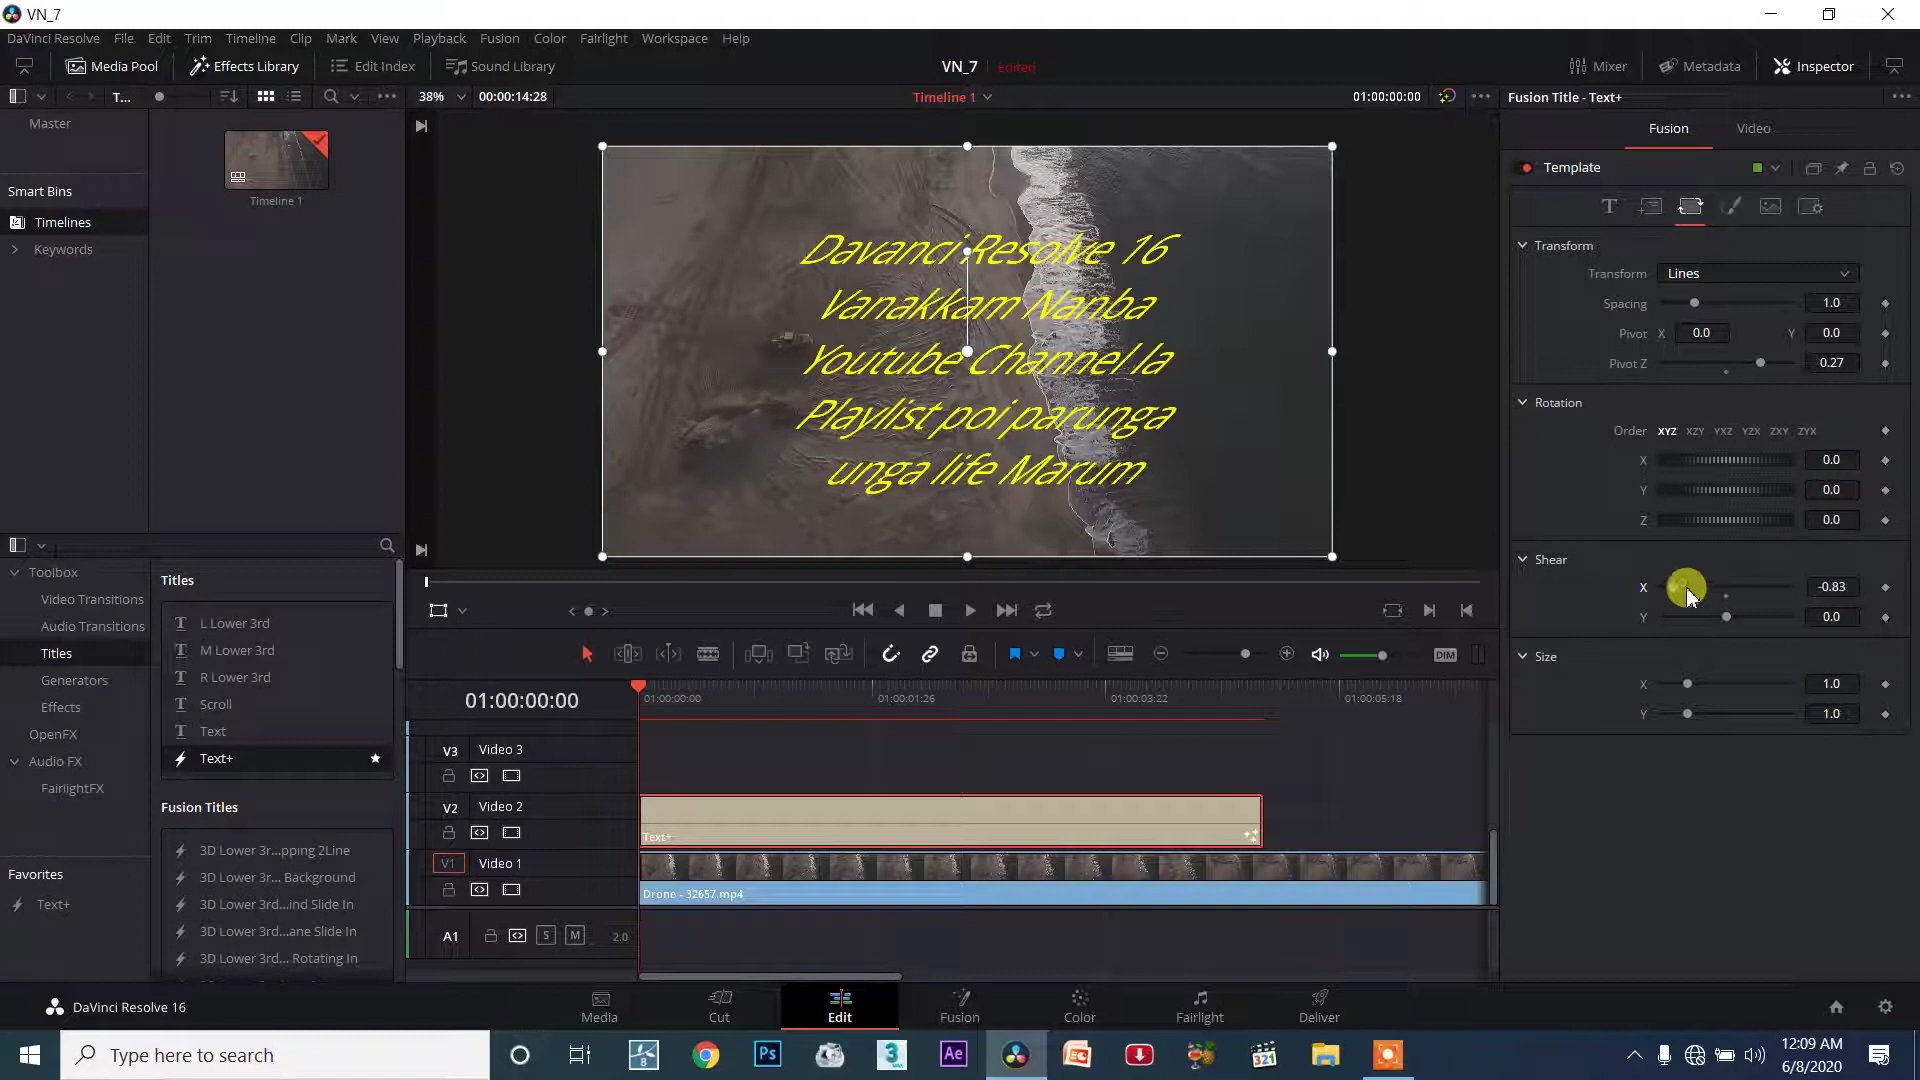 VN_7
DaVinci Resolve File Edit Trim Timeline Clip Mark View Playback Fusion Color Fairlight Workspace Help
Media Pool Effects Library Edit Index Sound Library VN_7 Edited Mixer Metadata Inspector
T... 38% 00:00:14:28 Timeline 1 01:00:00:00 Fusion Title - Text+
Master
Smart Bins
Timelines
Keywords
Timeline 1
Davanci Resolve 16
Vanakkam Nanba
Youtube Channel la
Playlist poi parunga
unga life Marum
Fusion Video
Template
Transform
Transform Lines
Spacing 1.0
Pivot X 0.0 Y 0.0
Pivot Z 0.27
Rotation
Order XYZ XZY YXZ YZX ZXY ZYX
X 0.0
Y 0.0
Z 0.0
Shear
X -0.83
Y 0.0
Size
X 1.0
Y 1.0
Toolbox
Video Transitions
Audio Transitions
Titles
Generators
Effects
OpenFX
Audio FX
FairlightFX
Favorites
Text+
Titles
L Lower 3rd
M Lower 3rd
R Lower 3rd
Scroll
Text
Text+
Fusion Titles
3D Lower 3r...pping 2Line
3D Lower 3r... Background
3D Lower 3rd...ind Slide In
3D Lower 3rd...ane Slide In
3D Lower 3rd... Rotating In
DIM
01:00:00:00 01:00:00:00 01:00:01:26 01:00:03:22 01:00:05:18
V3 Video 3
V2 Video 2
Text+
V1 Video 1
Drone - 32657.mp4
A1 S M 2.0
DaVinci Resolve 16 Media Cut Edit Fusion Color Fairlight Deliver
Type here to search
8 Ps 3 Ae 321
12:09 AM
6/8/2020